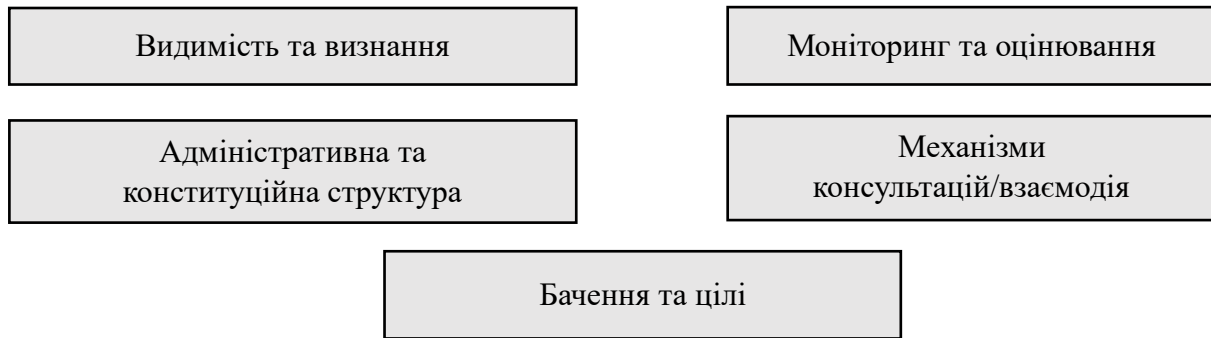 Видимість та визнання
Моніторинг та оцінювання
Адміністративна та
конституційна структура
Механізми
консультацій/взаємодія
Бачення та цілі